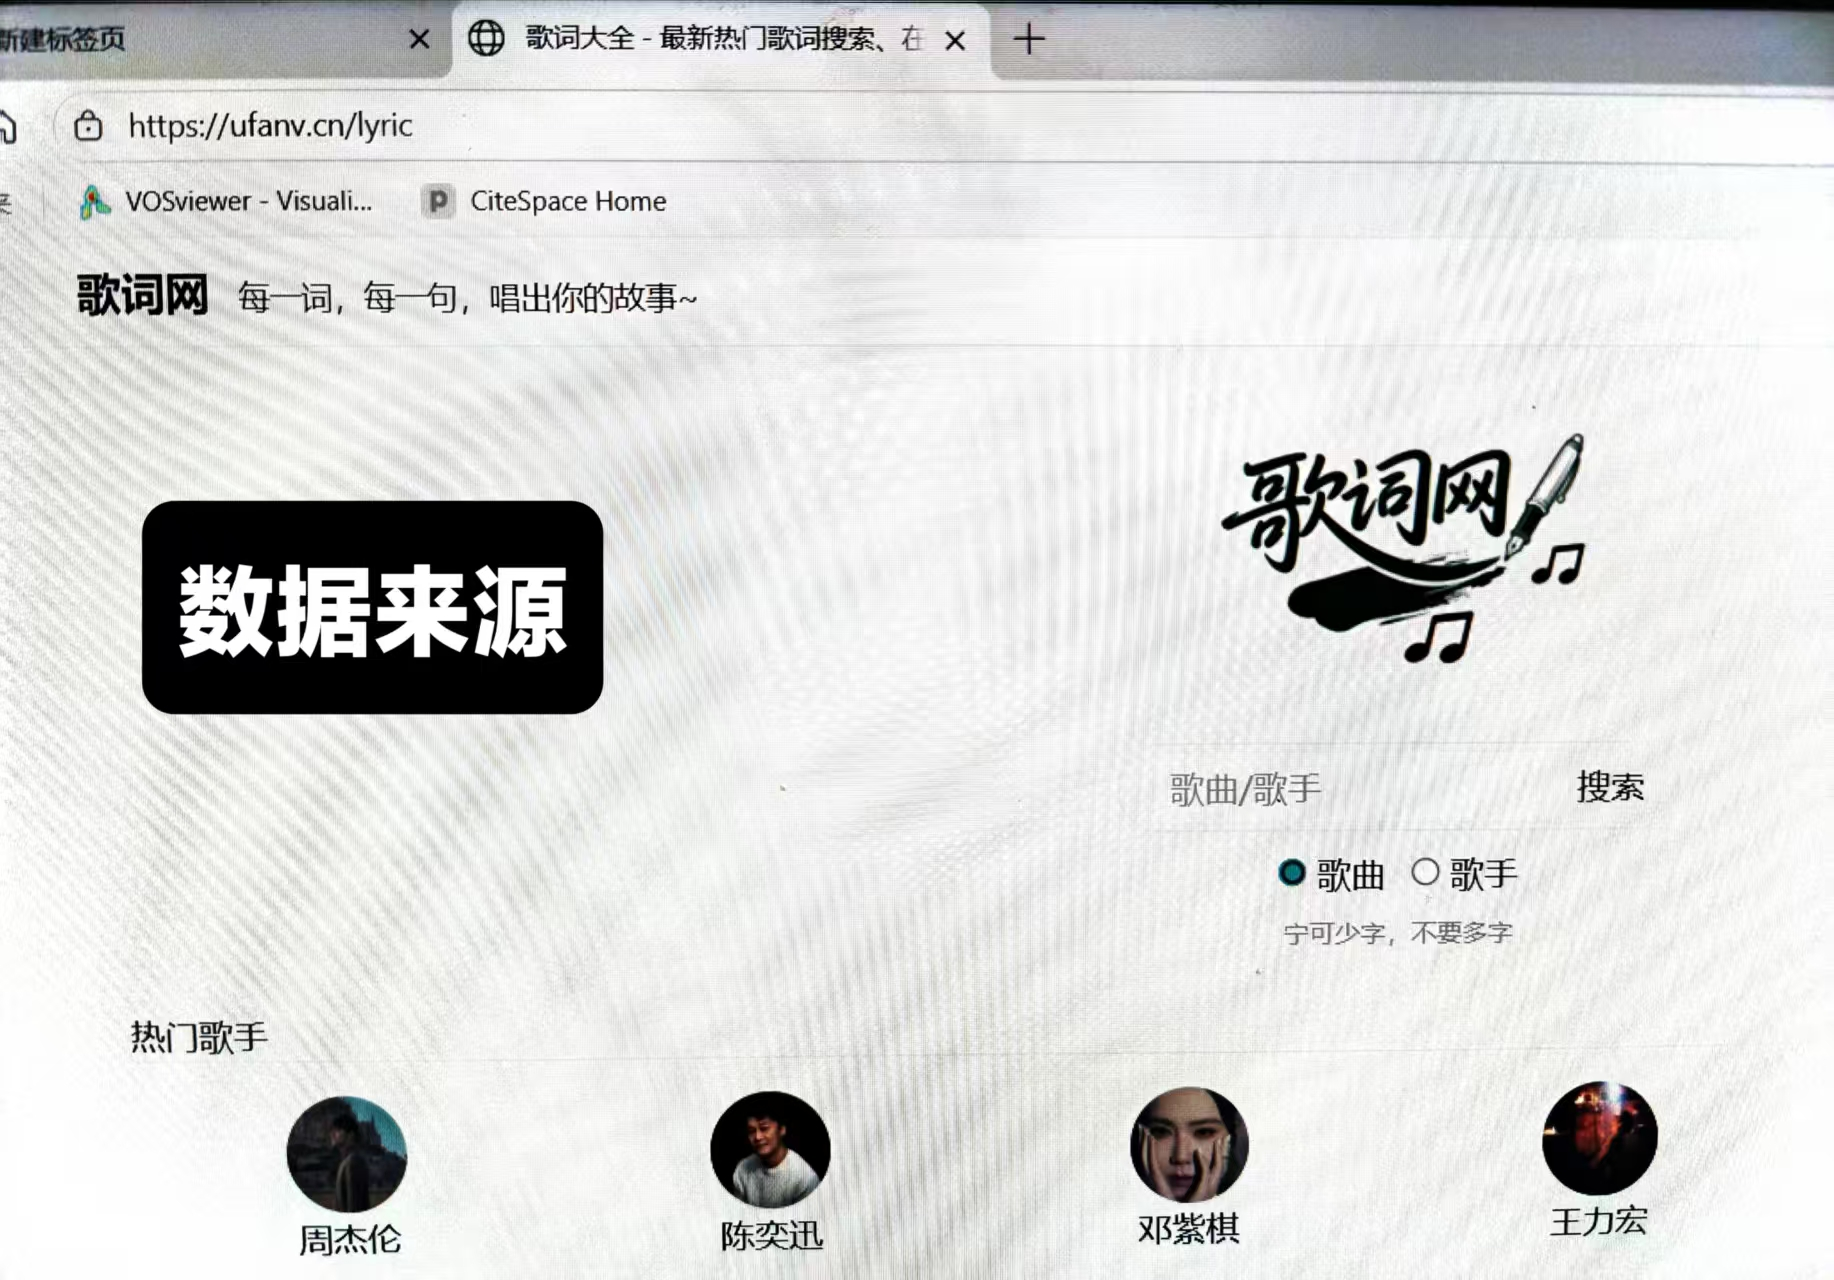 新建标签页
歌词大全 - 最新热门歌词搜索、在
https://ufanv.cn/lyric
VOSviewer - Visuali...
CiteSpace Home
歌词网 每一词，每一句，唱出你的故事~
歌词网
数据来源
歌曲/歌手 搜索
歌曲 歌手
宁可少字，不要多字
热门歌手
周杰伦 陈奕迅 邓紫棋 王力宏